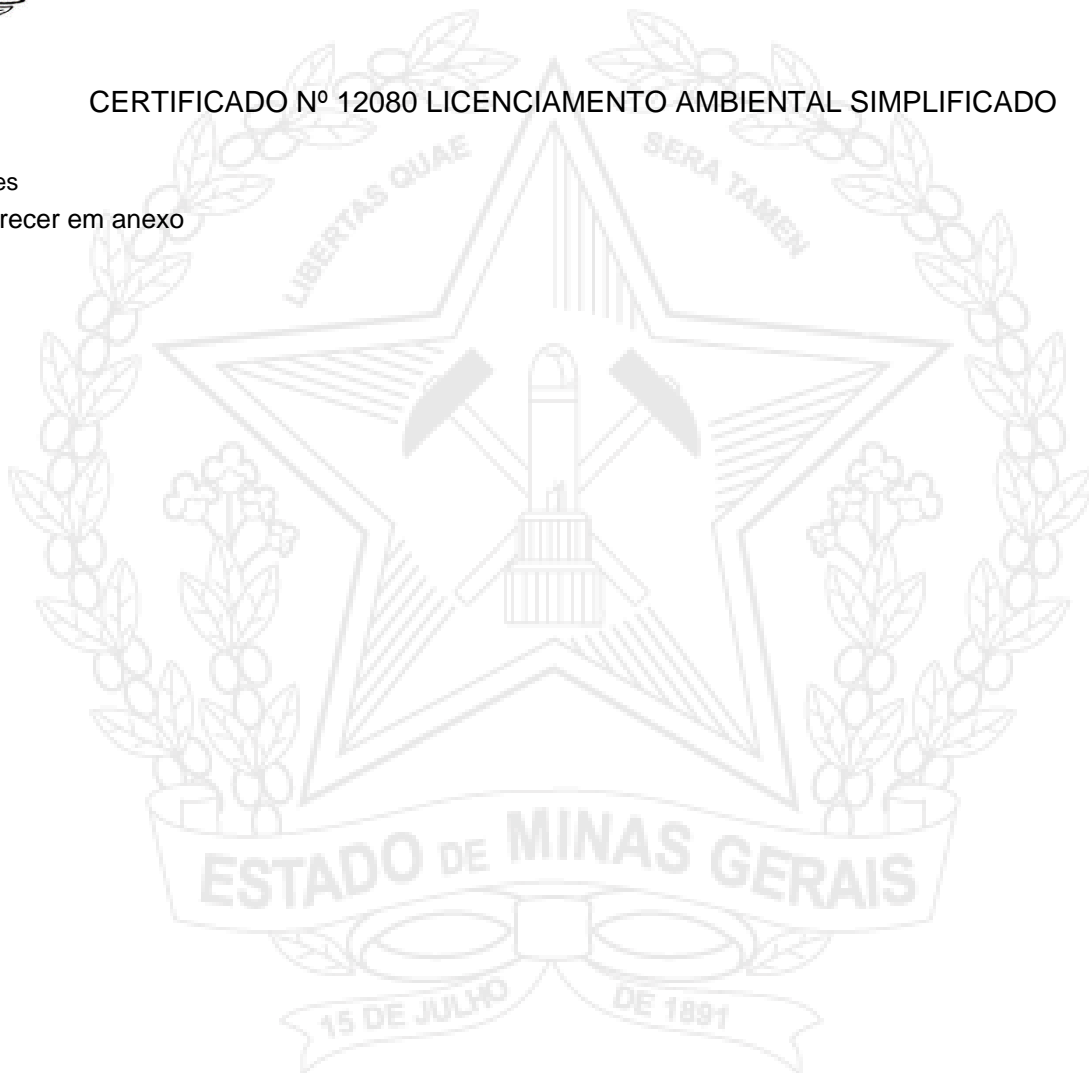 CERTIFICADO Nº 12080 LICENCIAMENTO AMBIENTAL SIMPLIFICADO
es
recer em anexo
LIBERTAS QUAE SERA TAMEN
ESTADO DE MINAS GERAIS
15 DE JULHO DE 1891